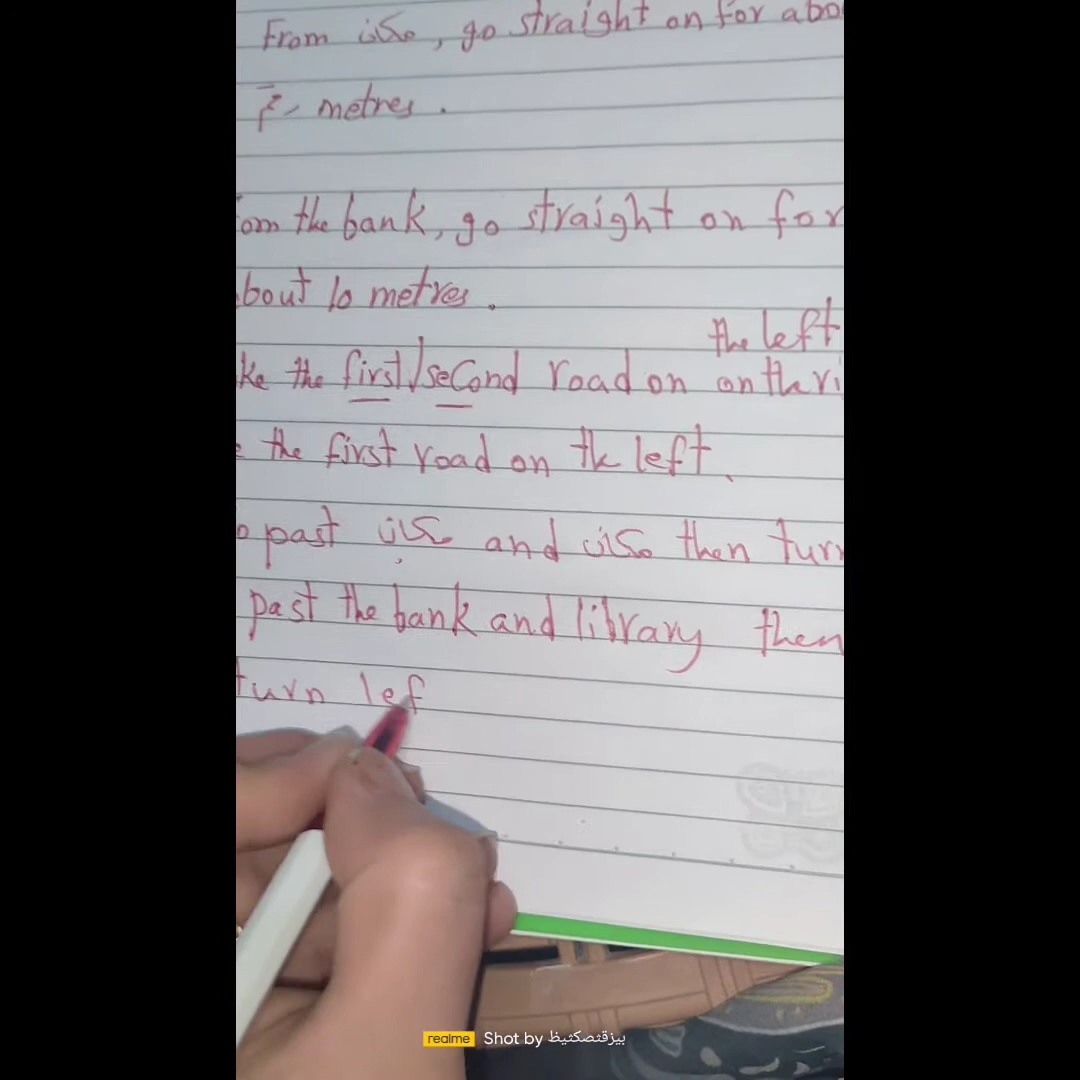 From مكان, go straight on for abo
metres.
om the bank, go straight on for
bout 10 metres.
the left
ke the first/second road on on the ri
e the first road on the left.
o past مكان and مكان then turn
past the bank and library then
turn lef
realme Shot by بيزقثصكثيظ